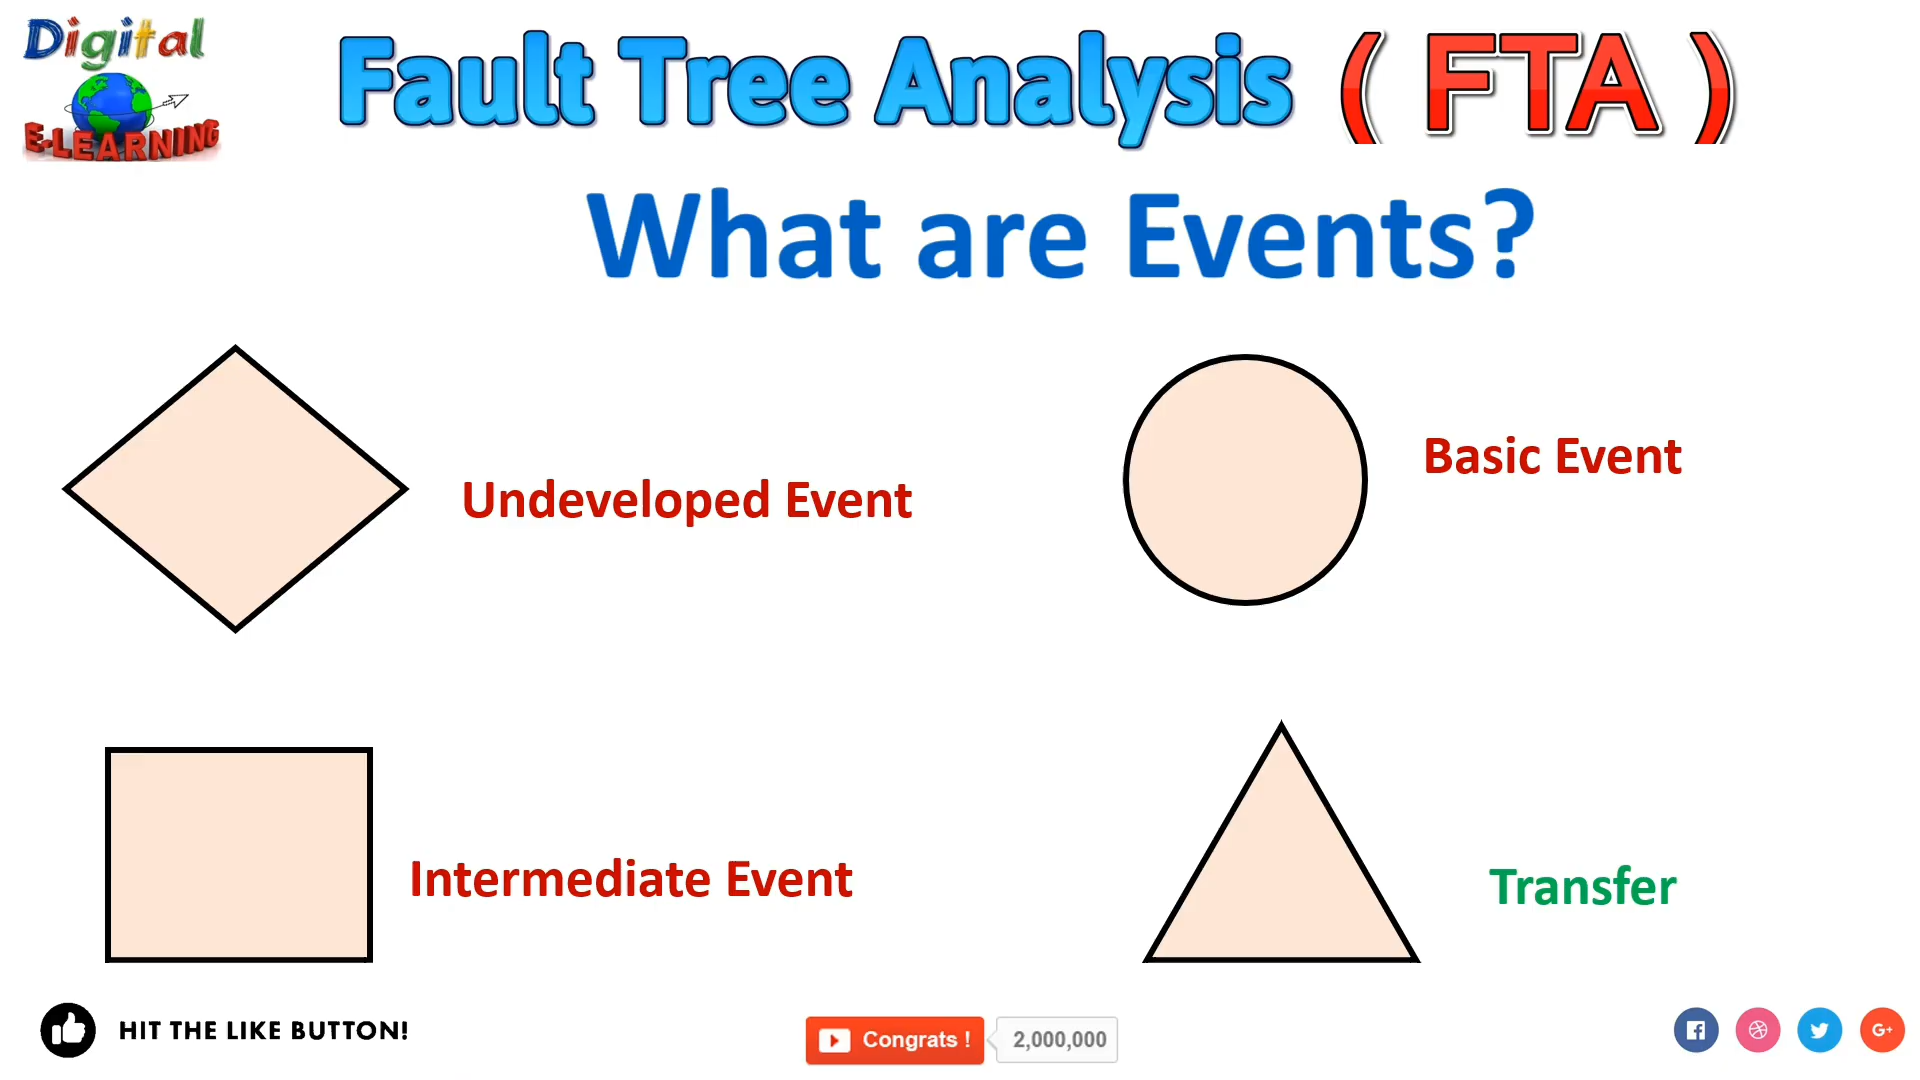 Digital
E-LEARNING
Fault Tree Analysis ( FTA )
What are Events?
Undeveloped Event
Basic Event
Intermediate Event
Transfer
HIT THE LIKE BUTTON!
Congrats !
2,000,000
G+